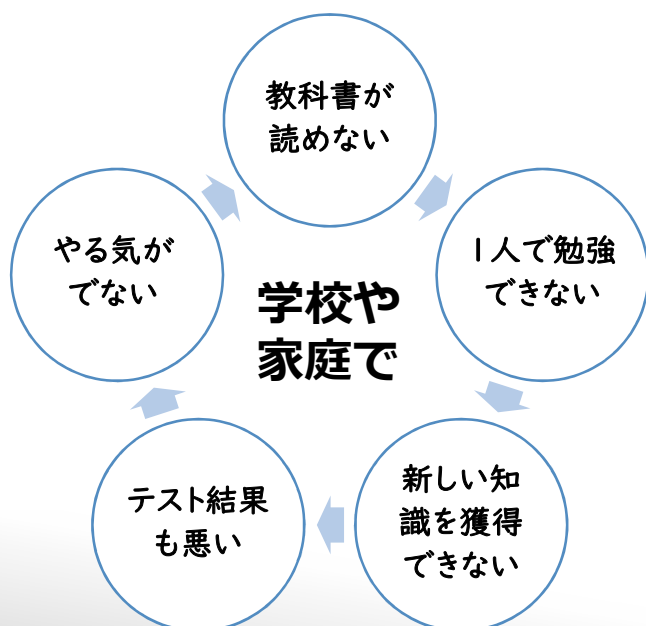 教科書が
読めない
1人で勉強
できない
新しい知
識を獲得
できない
テスト結果
も悪い
やる気が
でない
学校や
家庭で